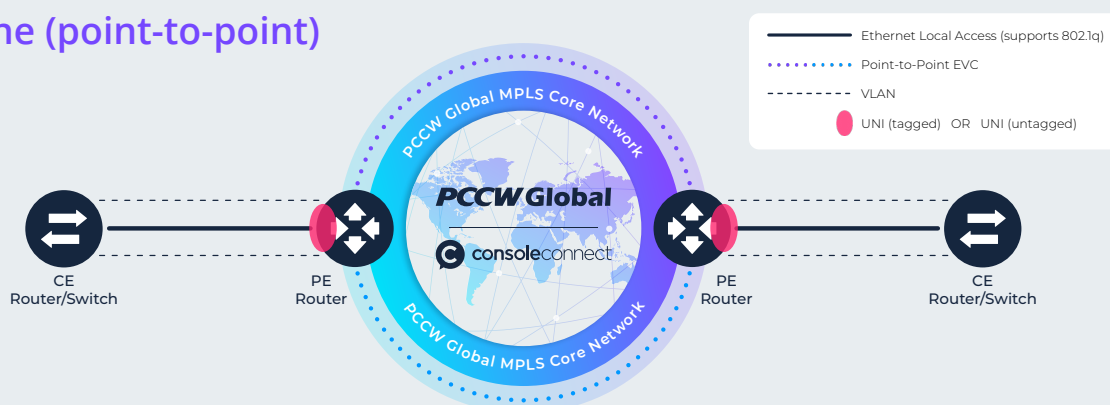 ne (point-to-point)
Ethernet Local Access (supports 802.1q)
Point-to-Point EVC
VLAN
UNI (tagged) OR UNI (untagged)
PCCW Global MPLS Core Network
PCCW Global
consoleconnect
CE
Router/Switch
PE
Router
PE
Router
CE
Router/Switch
PCCW Global MPLS Core Network